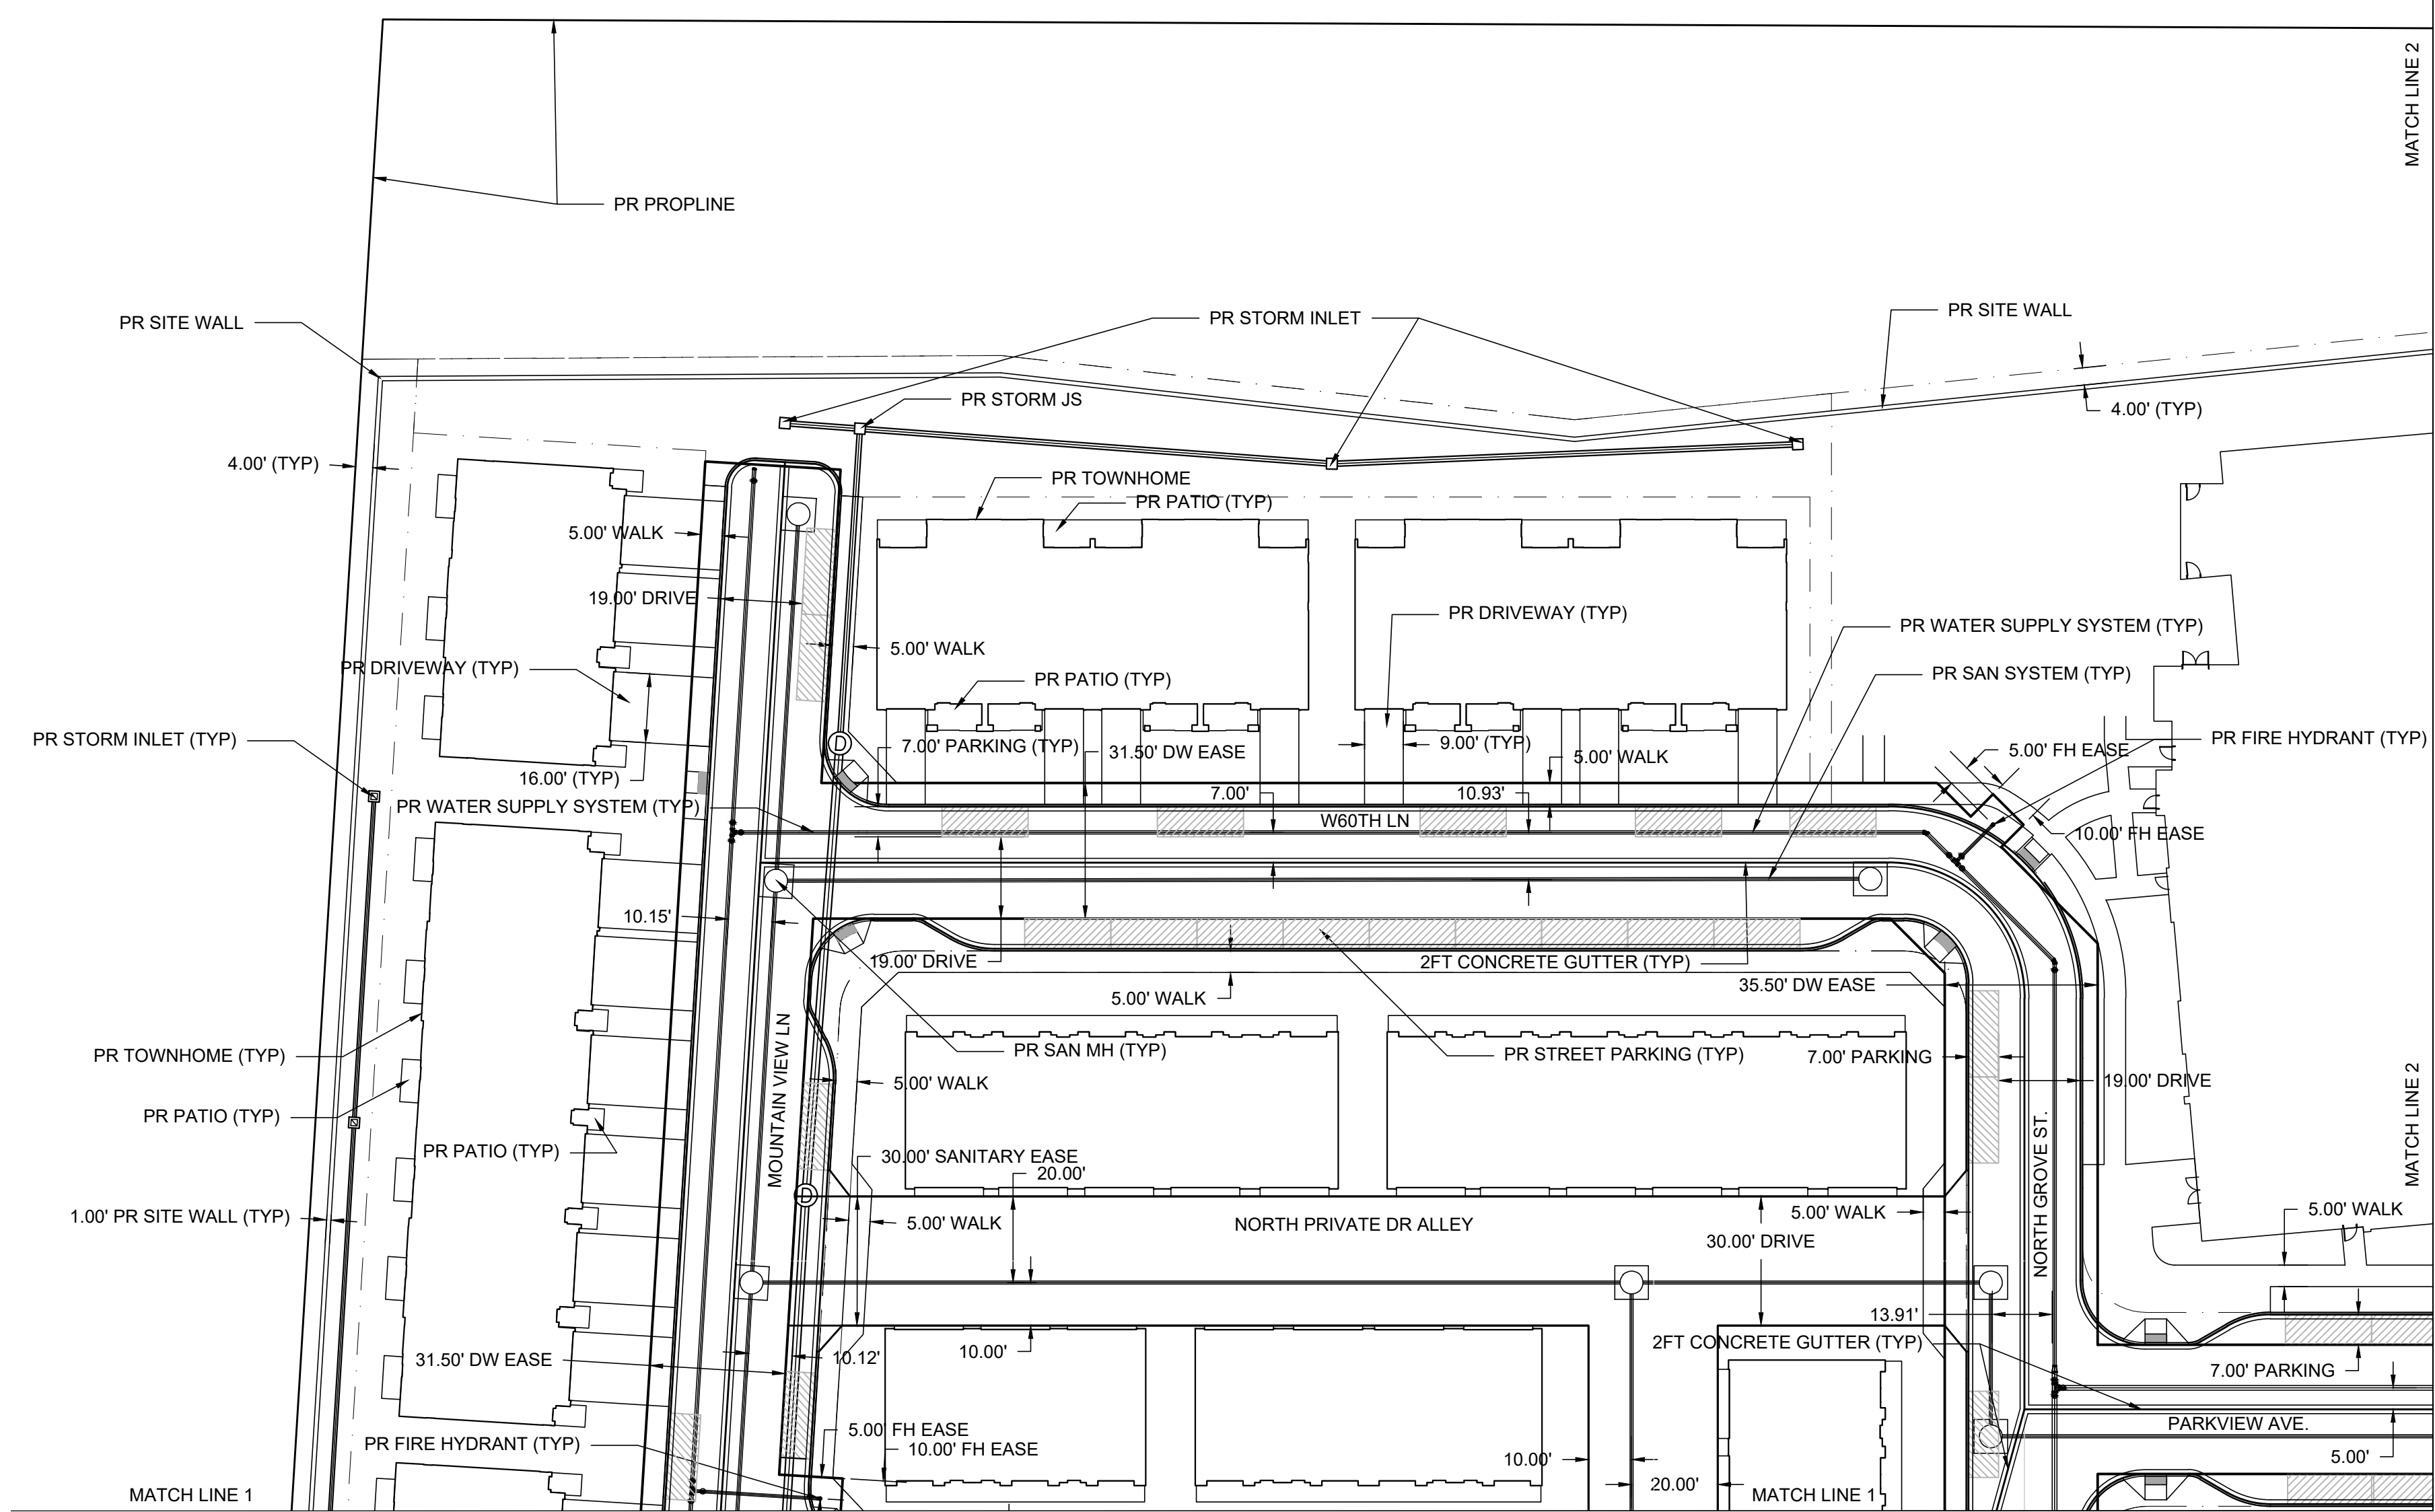 MATCH LINE 2
PR PROPLINE
PR SITE WALL
PR STORM INLET
PR SITE WALL
PR STORM JS
4.00' (TYP)
4.00' (TYP)
PR TOWNHOME
PR PATIO (TYP)
5.00' WALK
19.00' DRIVE
PR DRIVEWAY (TYP)
PR WATER SUPPLY SYSTEM (TYP)
5.00' WALK
PR DRIVEWAY (TYP)
PR PATIO (TYP)
PR SAN SYSTEM (TYP)
PR STORM INLET (TYP)
D
7.00' PARKING (TYP)
31.50' DW EASE
9.00' (TYP)
5.00' WALK
5.00' FH EASE
PR FIRE HYDRANT (TYP)
16.00' (TYP)
PR WATER SUPPLY SYSTEM (TYP)
7.00'
10.93'
W60TH LN
10.00' FH EASE
10.15'
19.00' DRIVE
2FT CONCRETE GUTTER (TYP)
5.00' WALK
35.50' DW EASE
MOUNTAIN VIEW LN
PR TOWNHOME (TYP)
PR SAN MH (TYP)
PR STREET PARKING (TYP)
7.00' PARKING
19.00' DRIVE
MATCH LINE 2
5.00' WALK
PR PATIO (TYP)
PR PATIO (TYP)
30.00' SANITARY EASE
20.00'
D
1.00' PR SITE WALL (TYP)
5.00' WALK
NORTH PRIVATE DR ALLEY
5.00' WALK
NORTH GROVE ST.
5.00' WALK
30.00' DRIVE
13.91'
2FT CONCRETE GUTTER (TYP)
31.50' DW EASE
10.12'
10.00'
7.00' PARKING
PARKVIEW AVE.
5.00' FH EASE
10.00' FH EASE
PR FIRE HYDRANT (TYP)
10.00'
20.00'
5.00'
MATCH LINE 1
MATCH LINE 1